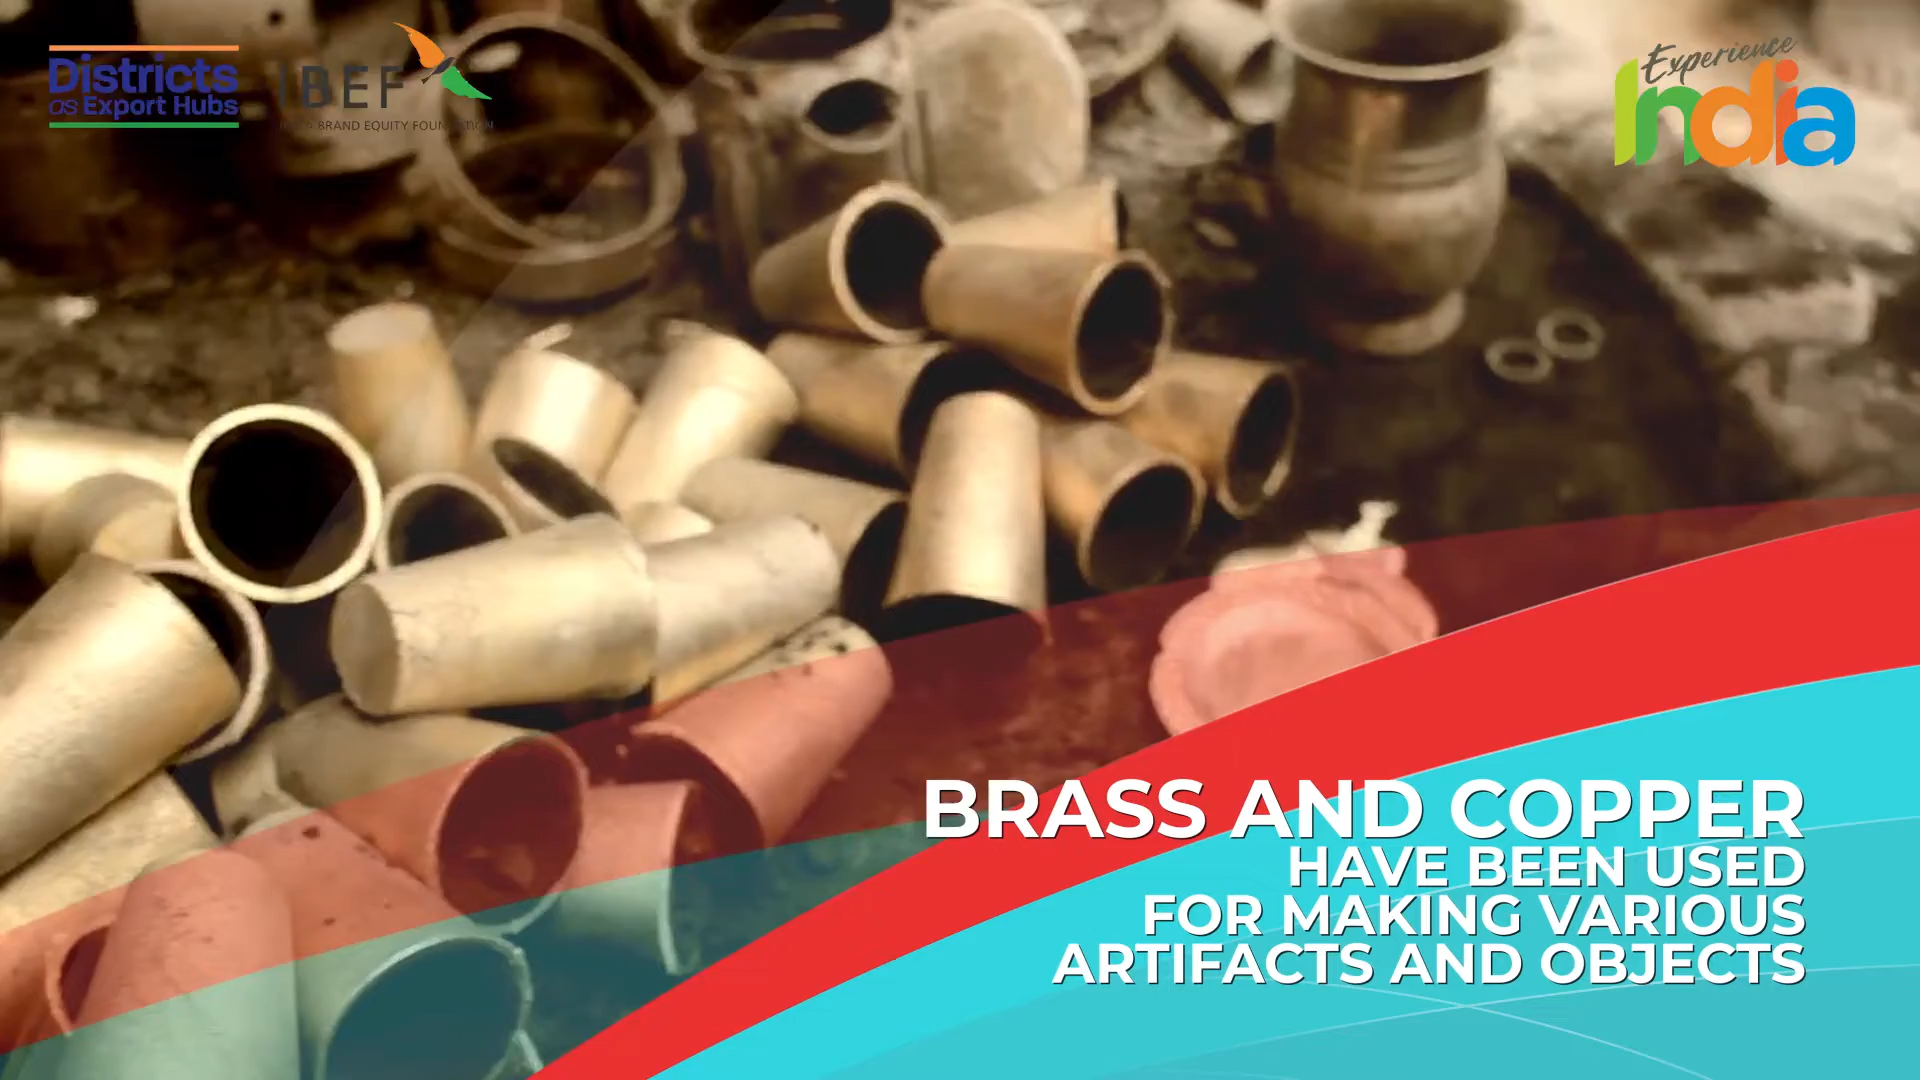 Districts
as Export Hubs
IBEF
BRAND EQUITY FOUNDATION
Experience
India
BRASS AND COPPER
HAVE BEEN USED
FOR MAKING VARIOUS
ARTIFACTS AND OBJECTS